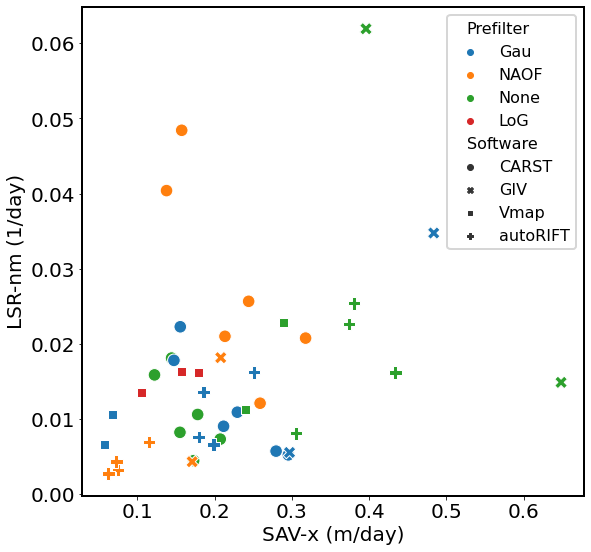 Prefilter
Gau
NAOF
None
LoG
Software
CARST
GIV
Vmap
autoRIFT
LSR-nm (1/day)
0.06
0.05
0.04
0.03
0.02
0.01
0.00
0.1 0.2 0.3 0.4 0.5 0.6
SAV-x (m/day)